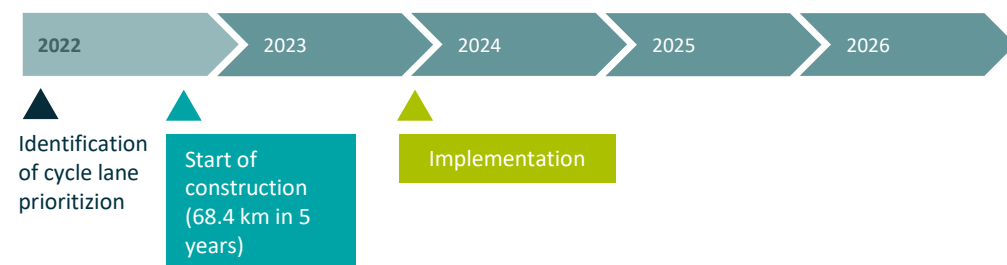 2022
2023
2024
2025
2026
Identification
of cycle lane
prioritizion
Start of
construction
(68.4 km in 5
years)
Implementation